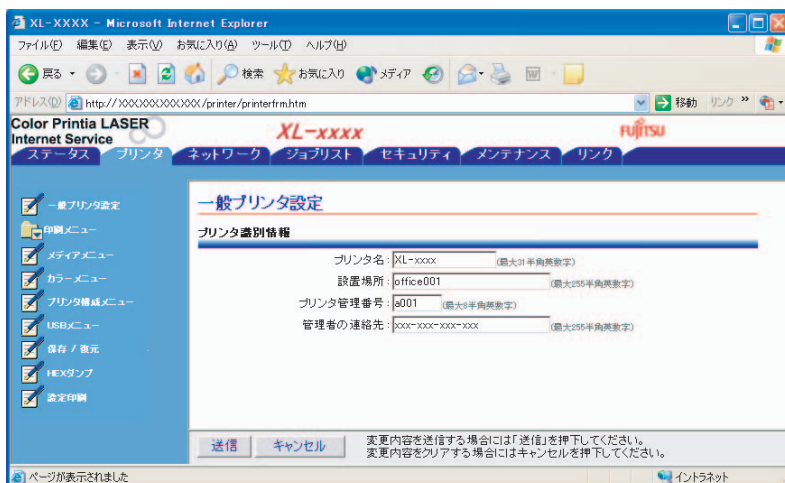 XL-XXXX - Microsoft Internet Explorer
ファイル(F) 編集(E) 表示(V) お気に入り(A) ツール(T) ヘルプ(H)
戻る 検索 お気に入り メディア
アドレス(D) http://XXXXXXXXXXXX/printer/printerfrm.htm 移動 リンク »
Color Printia LASER
Internet Service
XL-xxxx
FUJITSU
ステータス プリンタ ネットワーク ジョブリスト セキュリティ メンテナンス リンク
一般プリンタ設定
印刷メニュー
メディアメニュー
カラーメニュー
プリンタ構成メニュー
USBメニュー
保存 / 復元
HEXダンプ
設定印刷
一般プリンタ設定
プリンタ識別情報
プリンタ名: XL-xxxx (最大31半角英数字)
設置場所: office001 (最大255半角英数字)
プリンタ管理番号: a001 (最大8半角英数字)
管理者の連絡先: xxx-xxx-xxx-xxx (最大255半角英数字)
送信 キャンセル
変更内容を送信する場合には「送信」を押下してください。
変更内容をクリアする場合にはキャンセルを押下してください。
ページが表示されました イントラネット